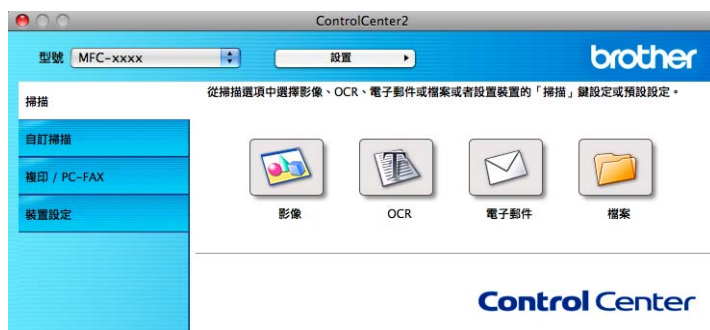 ControlCenter2
型號 MFC-xxxx 設置 brother
掃描
從掃描選項中選擇影像、OCR、電子郵件或檔案或者設置裝置的「掃描」鍵設定或預設設定。
自訂掃描
複印 / PC-FAX
裝置設定
影像 OCR 電子郵件 檔案
Control Center